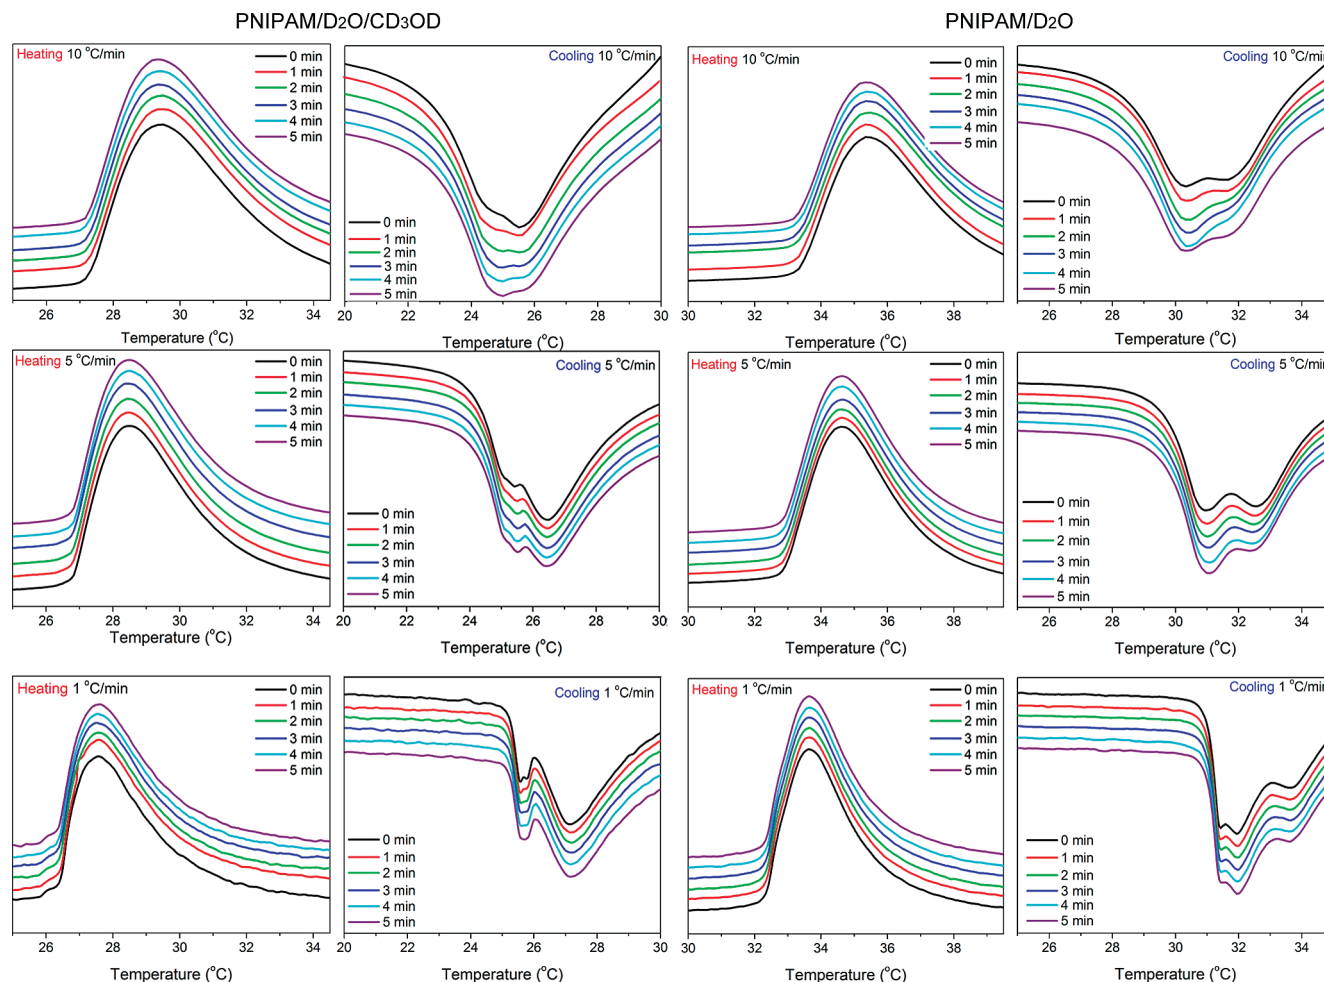 PNIPAM/D2O/CD3OD
PNIPAM/D2O
Heating 10 °C/min
0 min
1 min
2 min
3 min
4 min
5 min
26 28 30 32 34
Temperature (°C)
Cooling 10 °C/min
0 min
1 min
2 min
3 min
4 min
5 min
20 22 24 26 28 30
Temperature (°C)
Heating 10 °C/min
0 min
1 min
2 min
3 min
4 min
5 min
30 32 34 36 38
Temperature (°C)
Cooling 10 °C/min
0 min
1 min
2 min
3 min
4 min
5 min
26 28 30 32 34
Temperature (°C)
Heating 5 °C/min
0 min
1 min
2 min
3 min
4 min
5 min
26 28 30 32 34
Temperature (°C)
Cooling 5 °C/min
0 min
1 min
2 min
3 min
4 min
5 min
20 22 24 26 28 30
Temperature (°C)
Heating 5 °C/min
0 min
1 min
2 min
3 min
4 min
5 min
30 32 34 36 38
Temperature (°C)
Cooling 5 °C/min
0 min
1 min
2 min
3 min
4 min
5 min
26 28 30 32 34
Temperature (°C)
Heating 1 °C/min
0 min
1 min
2 min
3 min
4 min
5 min
26 28 30 32 34
Temperature (°C)
Cooling 1 °C/min
0 min
1 min
2 min
3 min
4 min
5 min
20 22 24 26 28 30
Temperature (°C)
Heating 1 °C/min
0 min
1 min
2 min
3 min
4 min
5 min
30 32 34 36 38
Temperature (°C)
Cooling 1 °C/min
0 min
1 min
2 min
3 min
4 min
5 min
26 28 30 32 34
Temperature (°C)